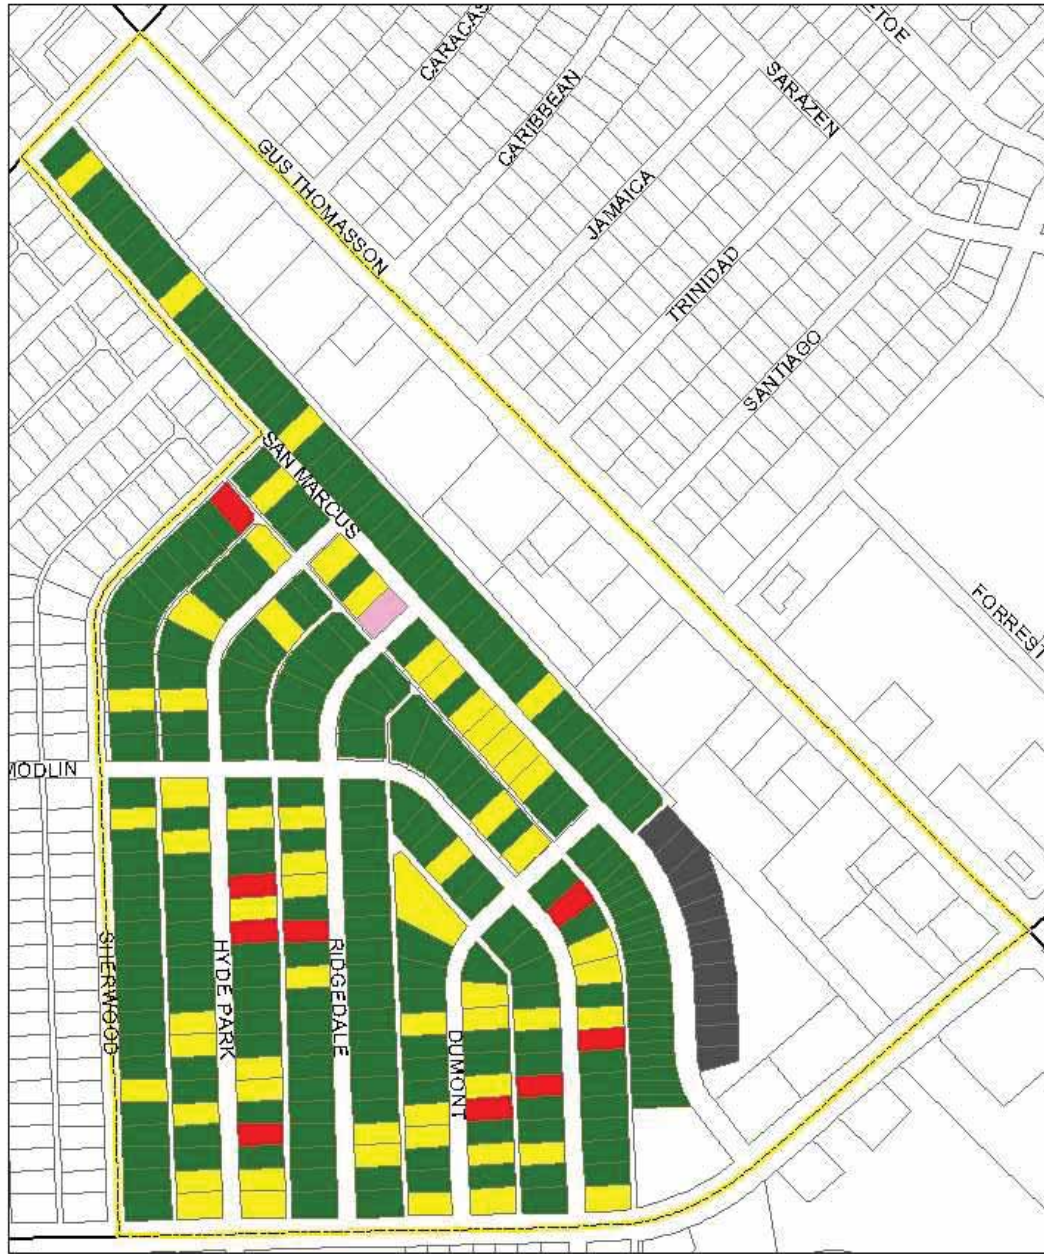 CARACAS
ETOE
SARAZEN
CARIBBEAN
GUS THOMASSON
JAMAICA
TRINIDAD
SANTIAGO
SAN MARCUS
FORREST
MODLIN
SHERWOOD
HYDE PARK
RIDGEDALE
DUMONT